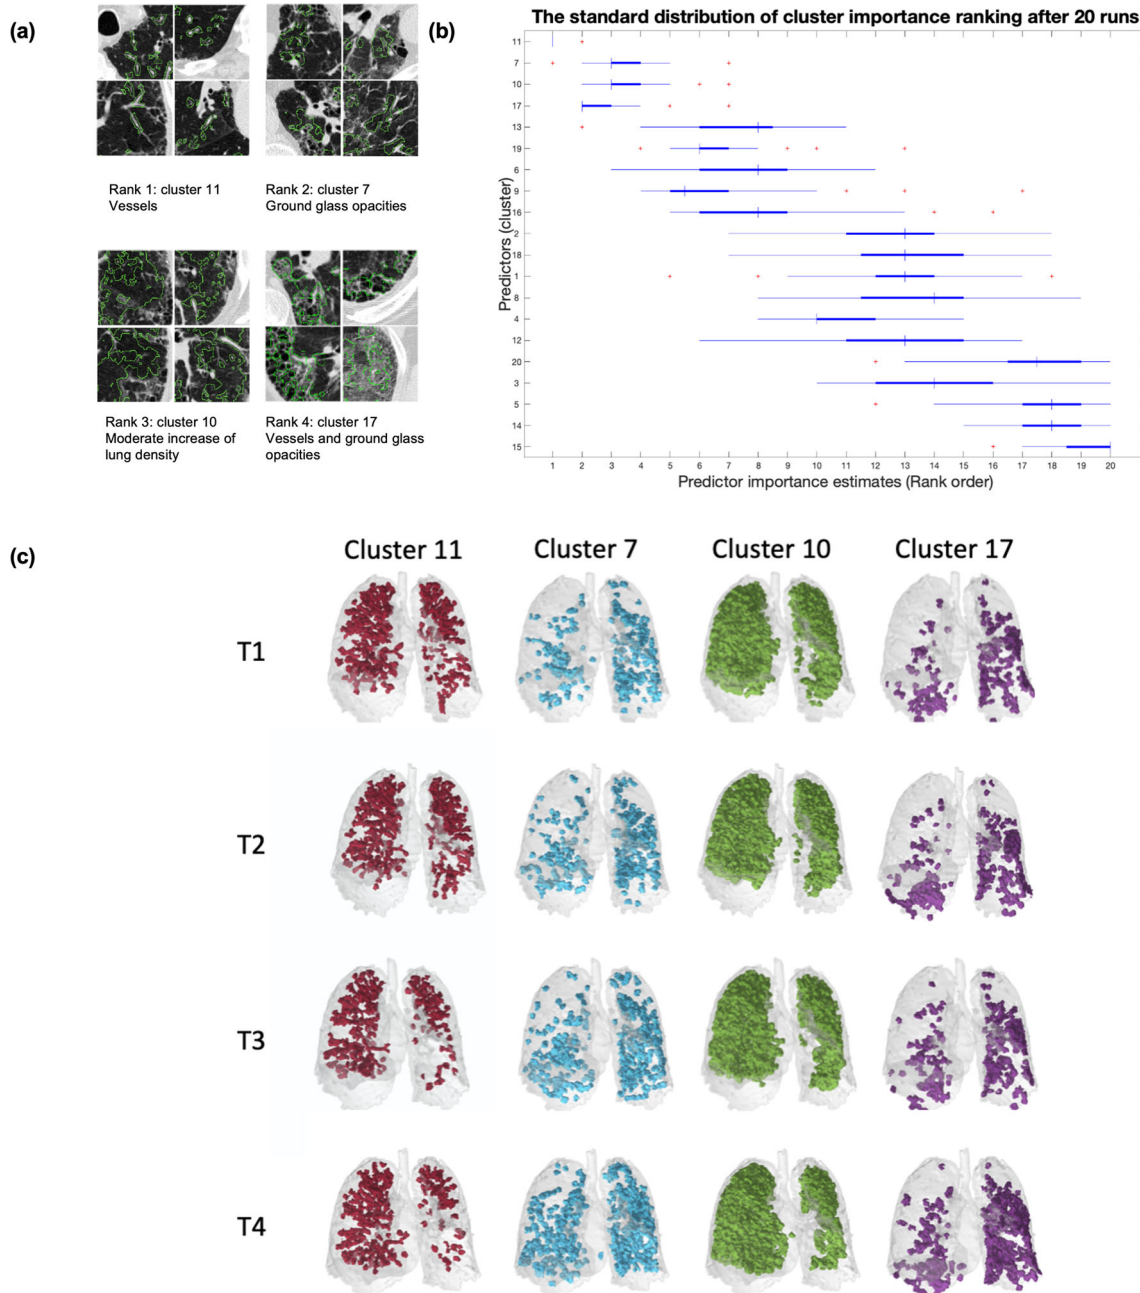 (a)
Rank 1: cluster 11
Vessels
Rank 2: cluster 7
Ground glass opacities
Rank 3: cluster 10
Moderate increase of
lung density
Rank 4: cluster 17
Vessels and ground glass
opacities
(b)
The standard distribution of cluster importance ranking after 20 runs
Predictors (cluster)
11
7
10
17
13
19
6
9
16
2
18
1
8
4
12
20
3
5
14
15
1 2 3 4 5 6 7 8 9 10 11 12 13 14 15 16 17 18 19 20
Predictor importance estimates (Rank order)
(c)
Cluster 11 Cluster 7 Cluster 10 Cluster 17
T1
T2
T3
T4